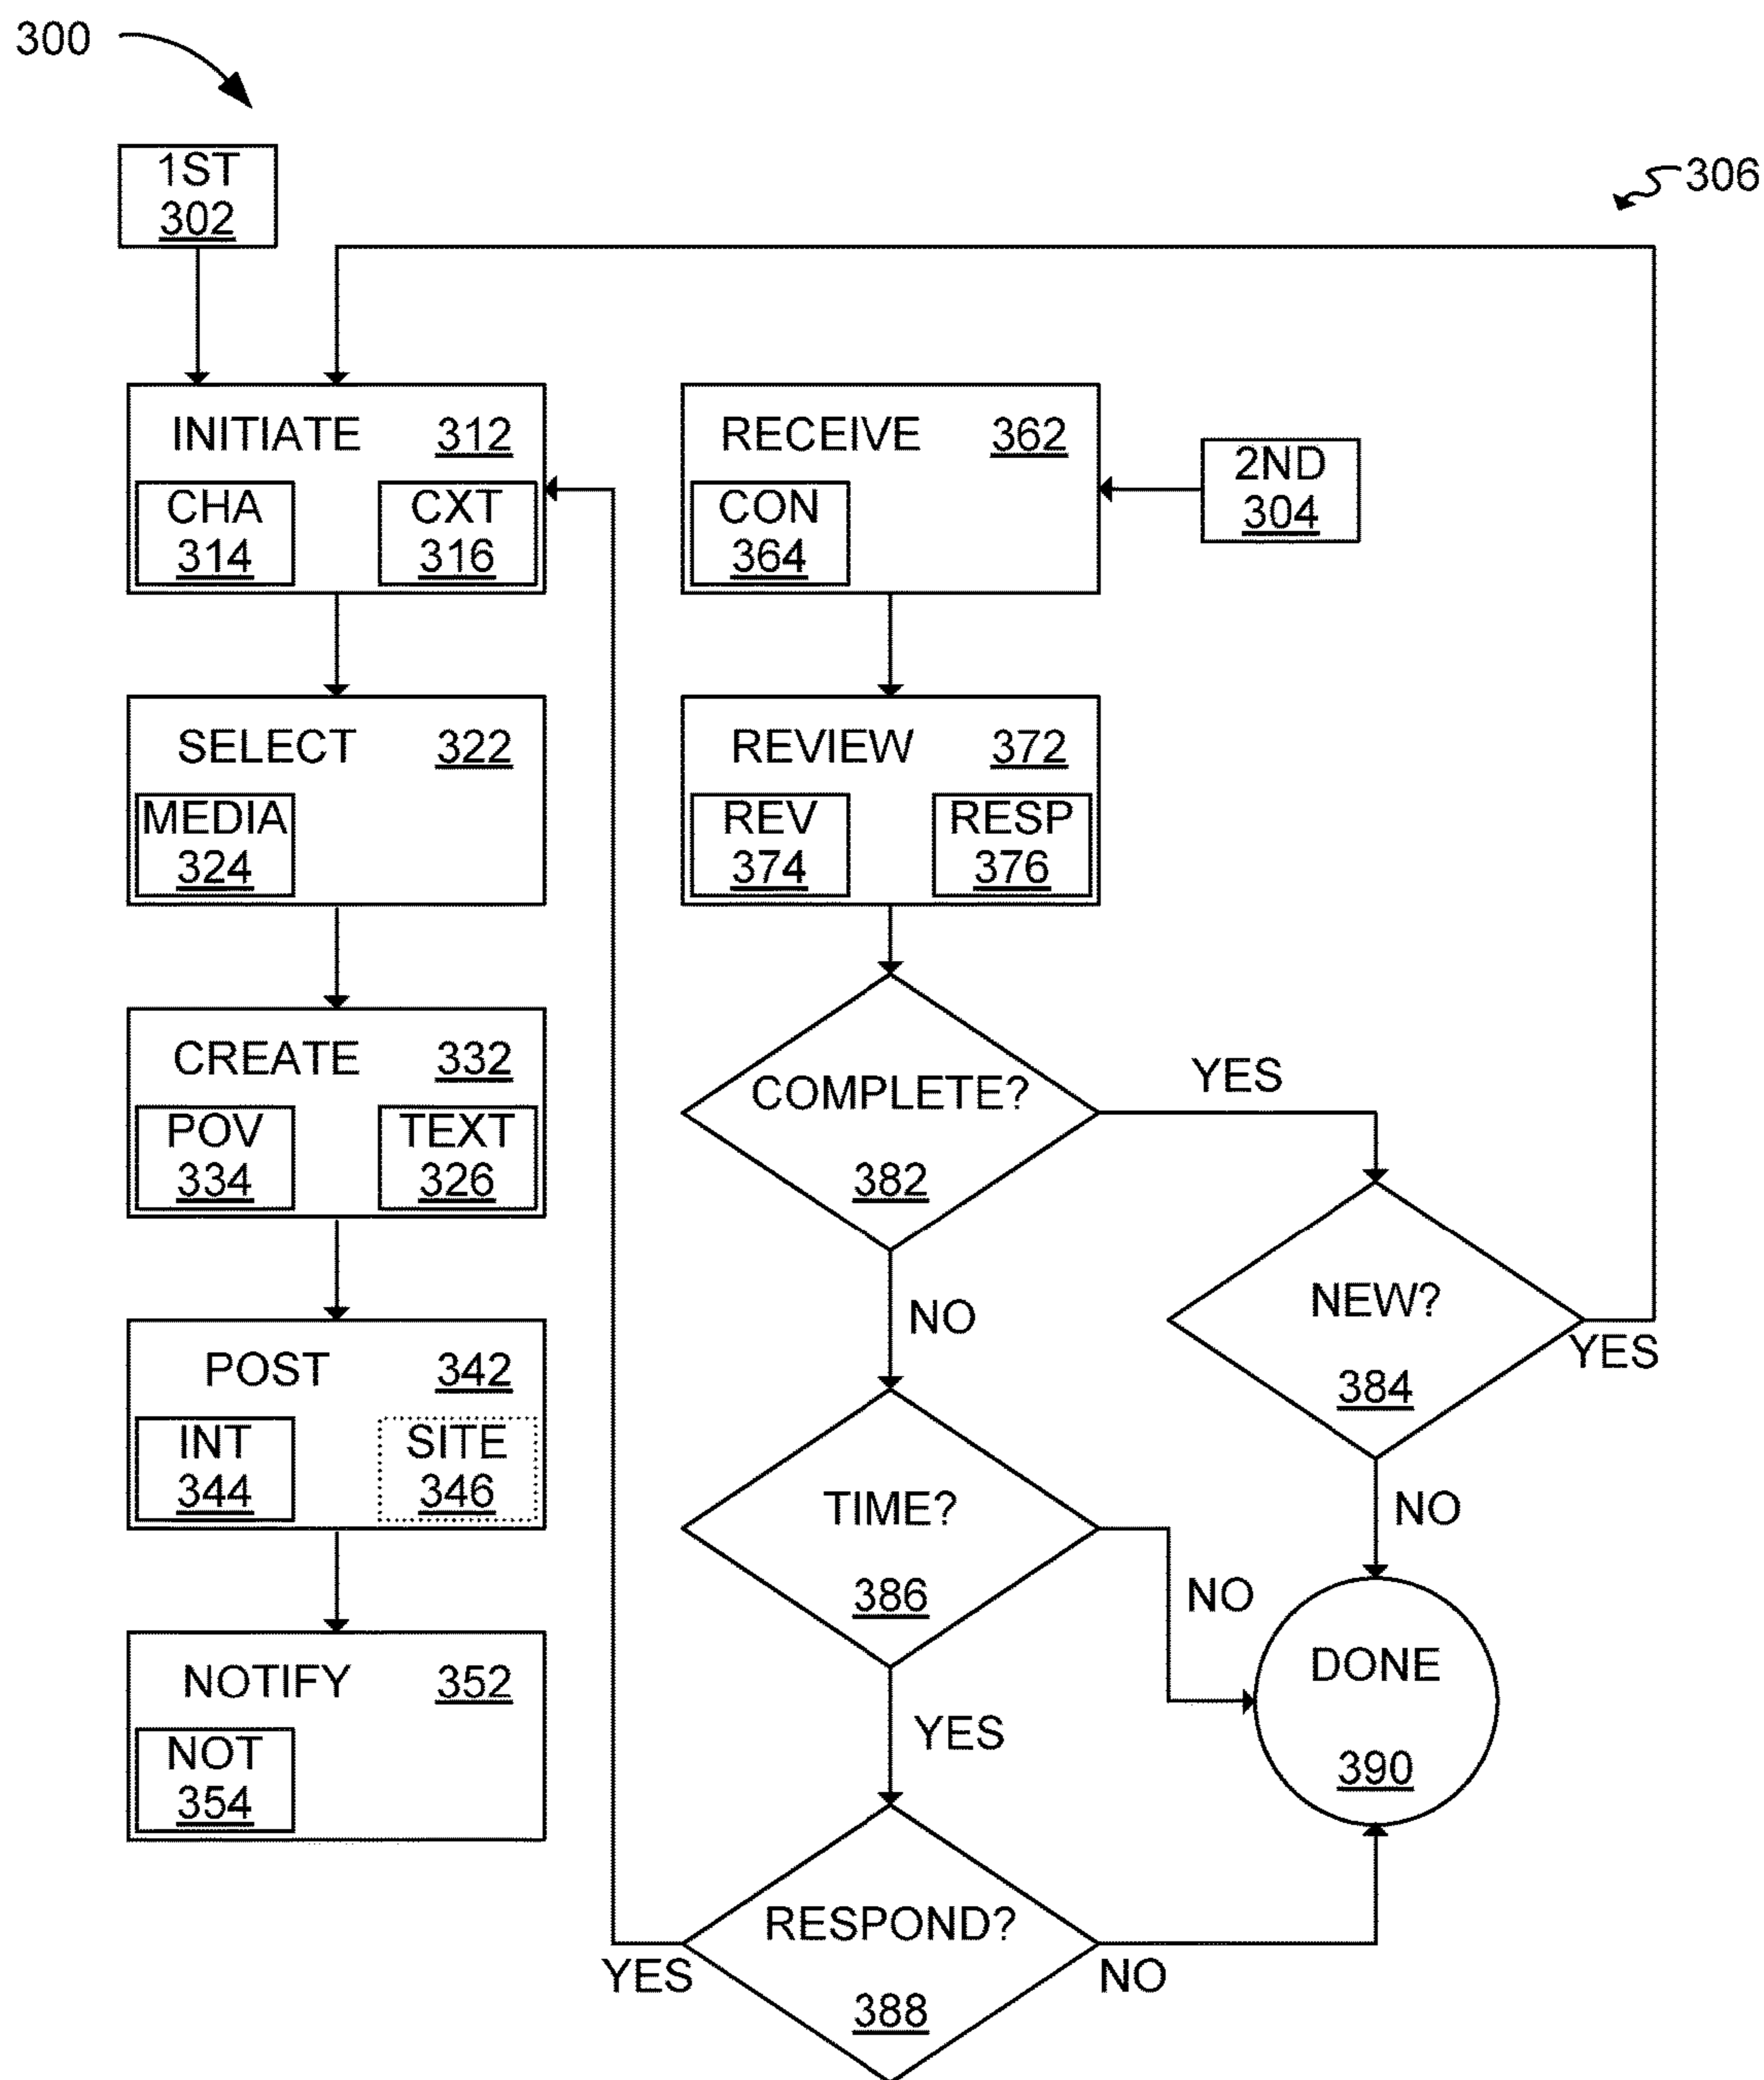 300
306
1ST
302
INITIATE 312
CHA
314
CXT
316
RECEIVE 362
CON
364
2ND
304
SELECT 322
MEDIA
324
REVIEW 372
REV
374
RESP
376
CREATE 332
POV
334
TEXT
326
COMPLETE?
382
YES
NO
NEW?
384
YES
NO
POST 342
INT
344
SITE
346
TIME?
386
NO
YES
DONE
390
NOTIFY 352
NOT
354
RESPOND?
388
YES
NO